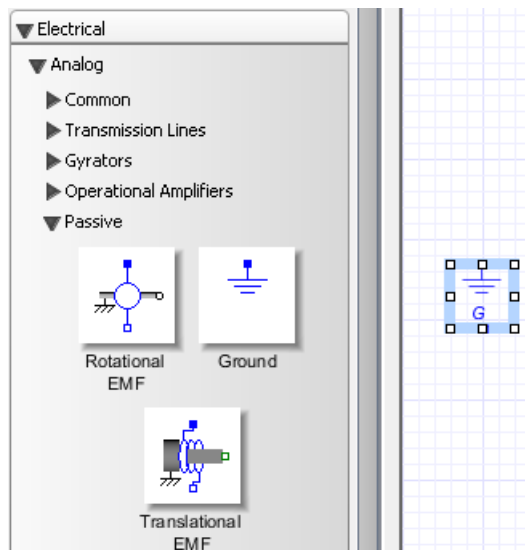 Electrical
Analog
Common
Transmission Lines
Gyrators
Operational Amplifiers
Passive
Rotational
EMF
Ground
G
Translational
EMF